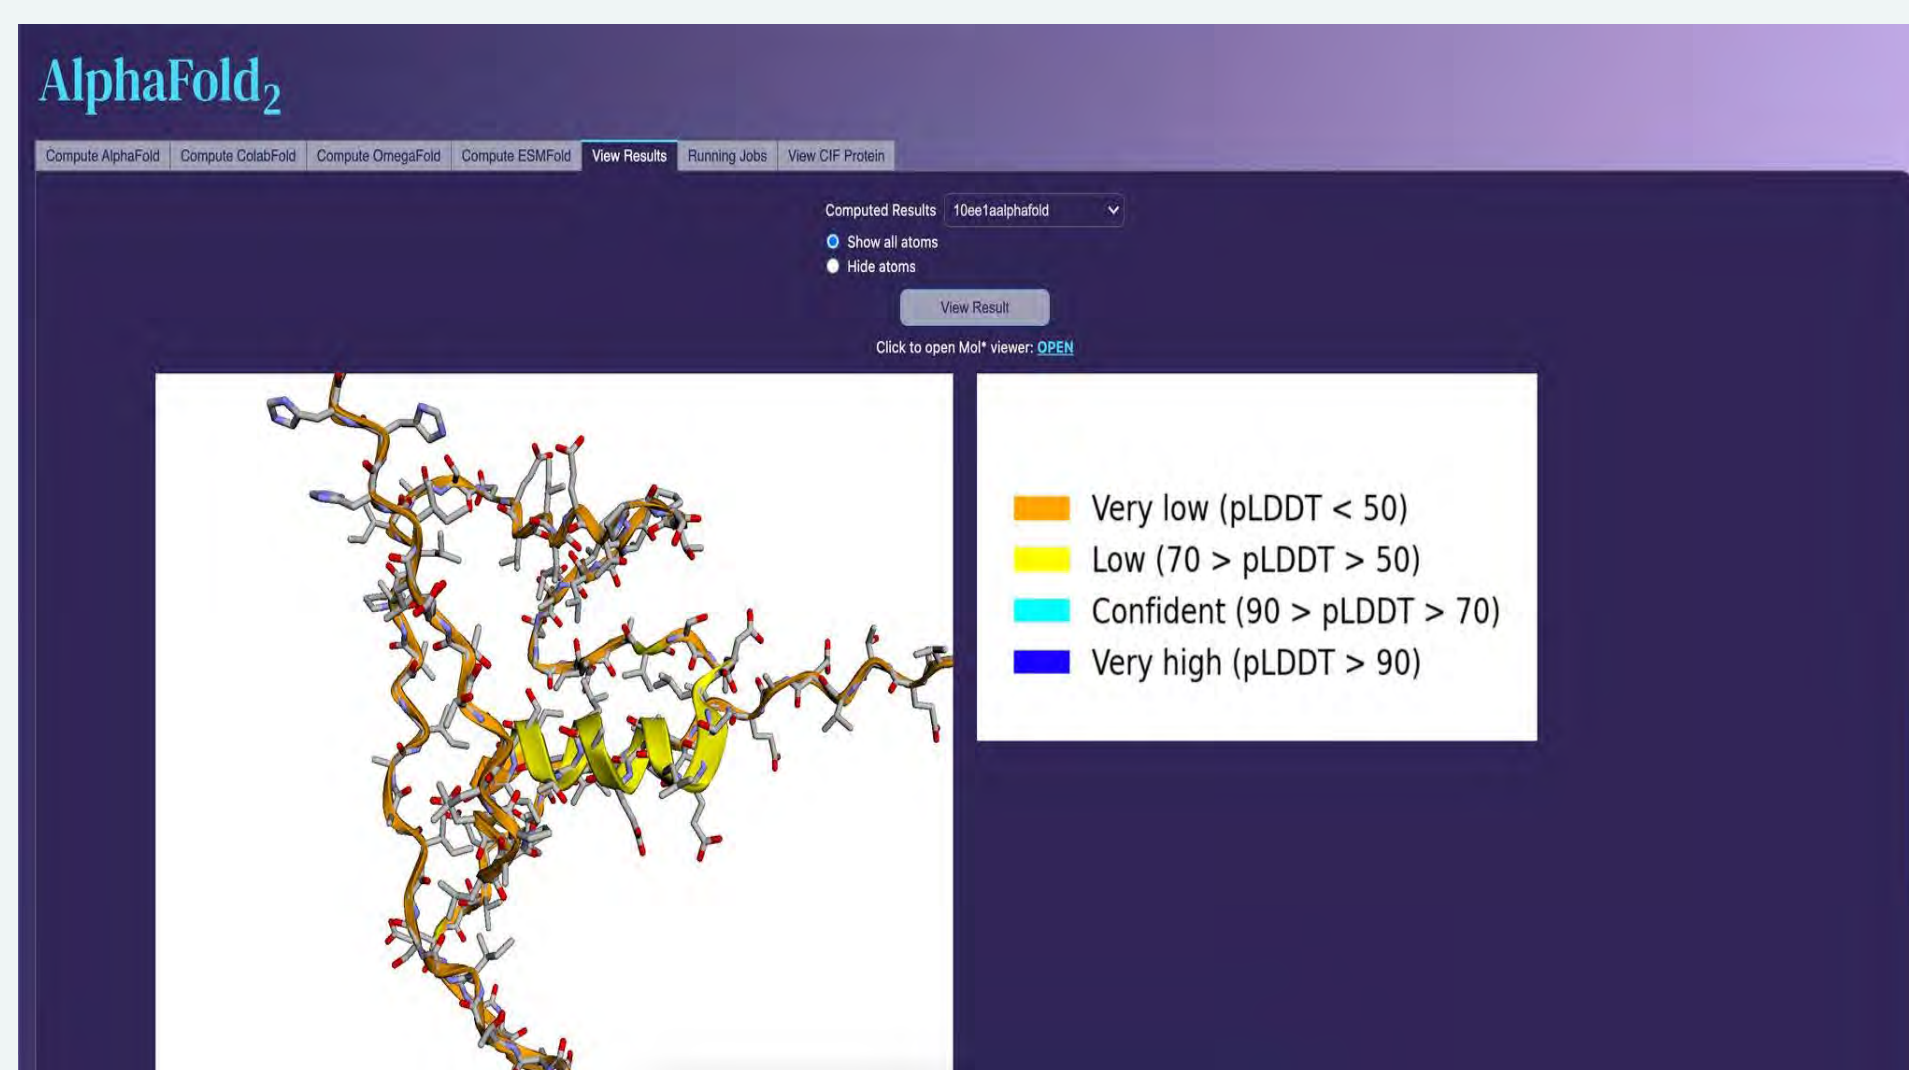 AlphaFold2
Compute AlphaFold Compute ColabFold Compute OmegaFold Compute ESMFold View Results Running Jobs View CIF Protein
Computed Results 10ee1aalphafold
Show all atoms
Hide atoms
View Result
Click to open Mol* viewer: OPEN
Very low (pLDDT < 50)
Low (70 > pLDDT > 50)
Confident (90 > pLDDT > 70)
Very high (pLDDT > 90)